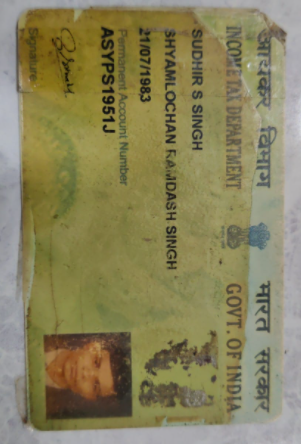 आयकर विभाग
INCOME TAX DEPARTMENT
भारत सरकार
GOVT. OF INDIA
SUDHIR S SINGH
SHYAMLOCHAN RAMDASH SINGH
21/07/1983
Permanent Account Number
ASYPS1951J
Signature